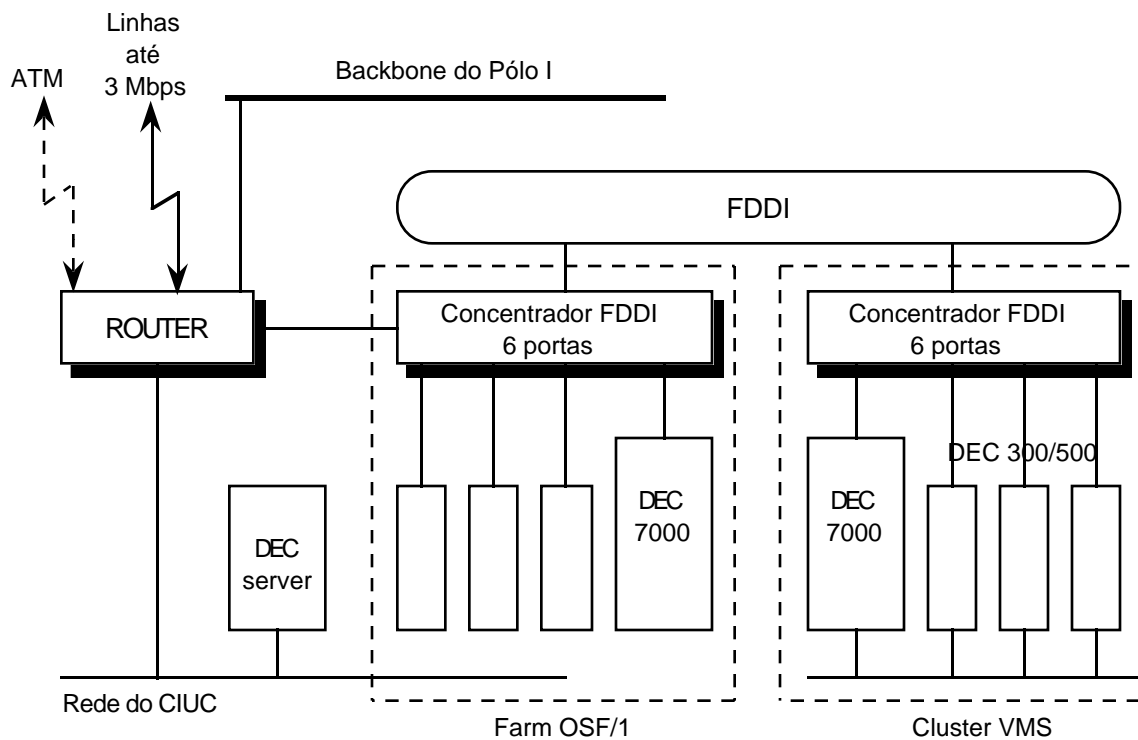 Linhas
até
3 Mbps
ATM
Backbone do Pólo I
FDDI
ROUTER
Concentrador FDDI
6 portas
Concentrador FDDI
6 portas
DEC 300/500
DEC
7000
DEC
7000
DEC
server
Rede do CIUC
Farm OSF/1
Cluster VMS